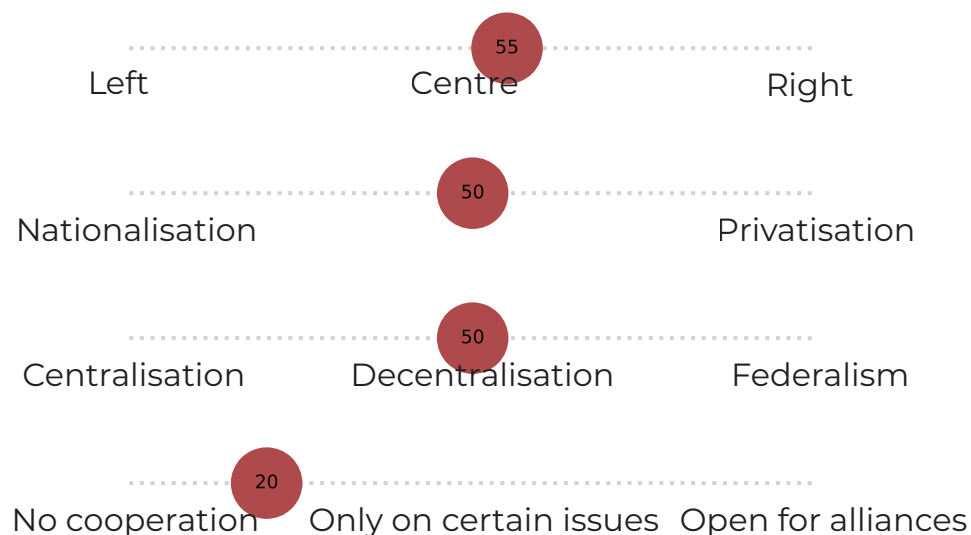 55
Left Centre Right
50
Nationalisation Privatisation
50
Centralisation Decentralisation Federalism
20
No cooperation Only on certain issues Open for alliances